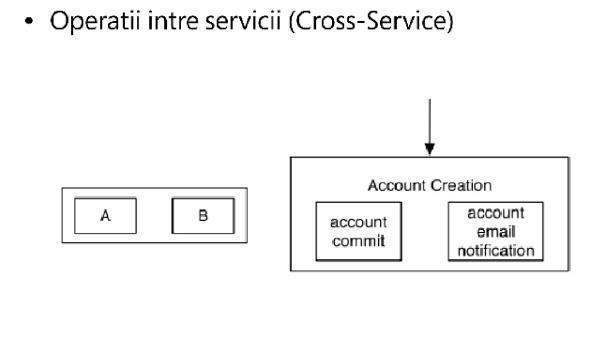 • Operatii intre servicii (Cross-Service)
A
B
Account Creation
account
commit
account
email
notification